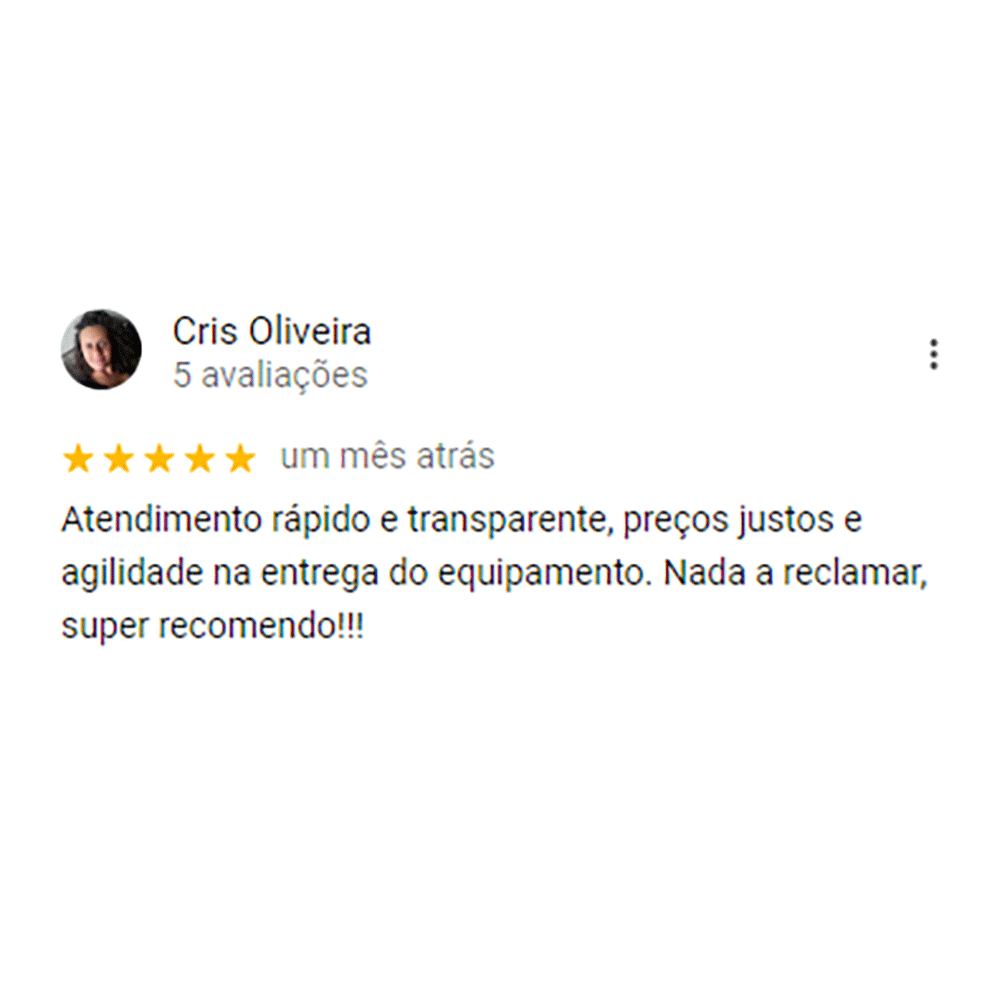 Cris Oliveira
5 avaliações
um mês atrás
Atendimento rápido e transparente, preços justos e
agilidade na entrega do equipamento. Nada a reclamar,
super recomendo!!!